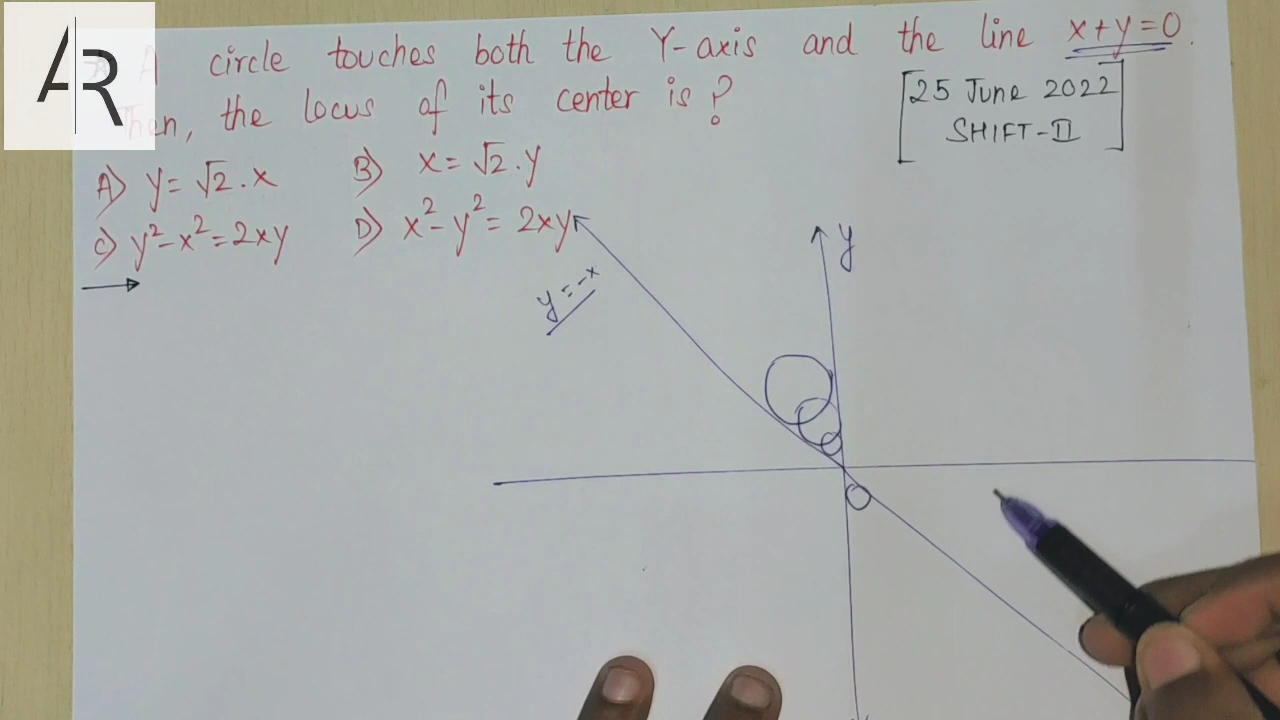 AR
A circle touches both the Y-axis and the line x+y=0.
Then, the locus of its center is?
[25 June 2022
SHIFT-II]
A) y=√2.x B) x=√2.y
C) y²-x²=2xy D) x²-y²=2xy
y=-x
y